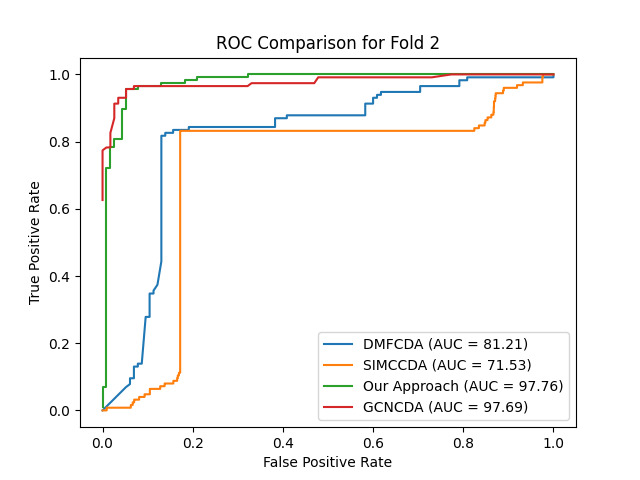 ROC Comparison for Fold 2
True Positive Rate
1.0
0.8
0.6
0.4
0.2
0.0
DMFCDA (AUC = 81.21)
SIMCCDA (AUC = 71.53)
Our Approach (AUC = 97.76)
GCNCDA (AUC = 97.69)
0.0 0.2 0.4 0.6 0.8 1.0
False Positive Rate